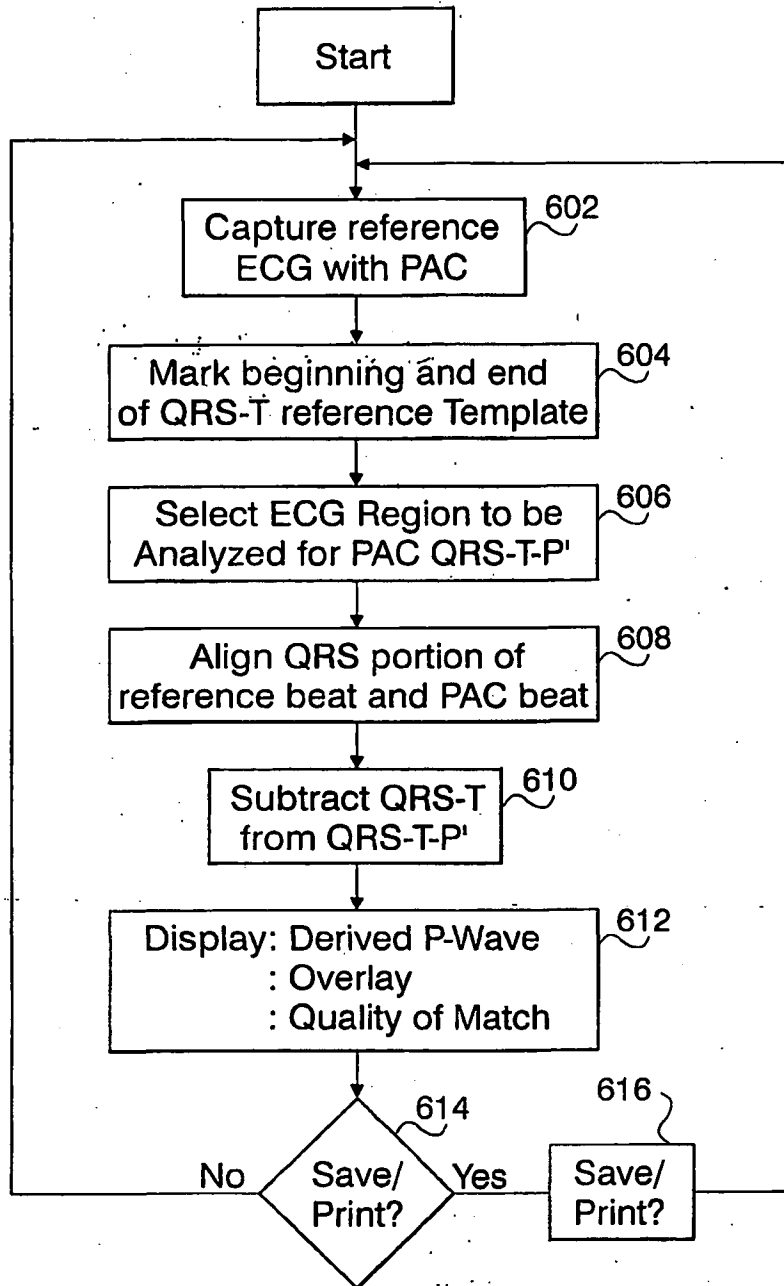 Start
602
Capture reference
ECG with PAC
604
Mark beginning and end
of QRS-T reference Template
606
Select ECG Region to be
Analyzed for PAC QRS-T-P'
608
Align QRS portion of
reference beat and PAC beat
610
Subtract QRS-T
from QRS-T-P'
612
Display: Derived P-Wave
: Overlay
: Quality of Match
614
616
No
Save/
Print?
Yes
Save/
Print?